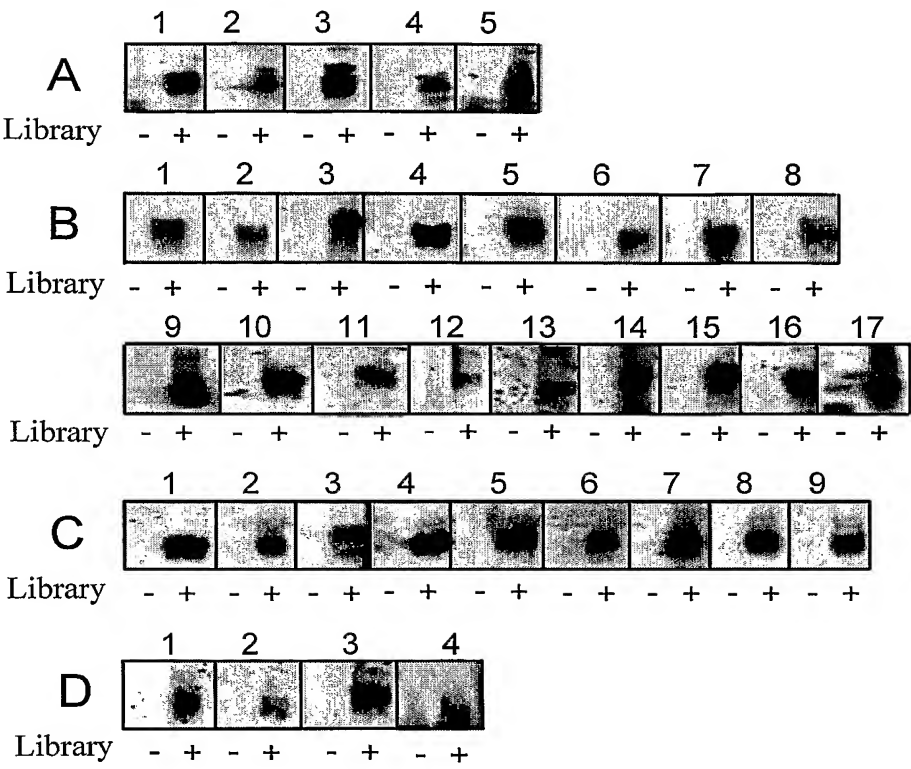 1 2 3 4 5
A
Library - + - + - + - + - +
1 2 3 4 5 6 7 8
B
Library - + - + - + - + - + - + - + - +
9 10 11 12 13 14 15 16 17
Library - + - + - + - + - + - + - + - + - +
1 2 3 4 5 6 7 8 9
C
Library - + - + - + - + - + - + - + - + - +
1 2 3 4
D
Library - + - + - + - +